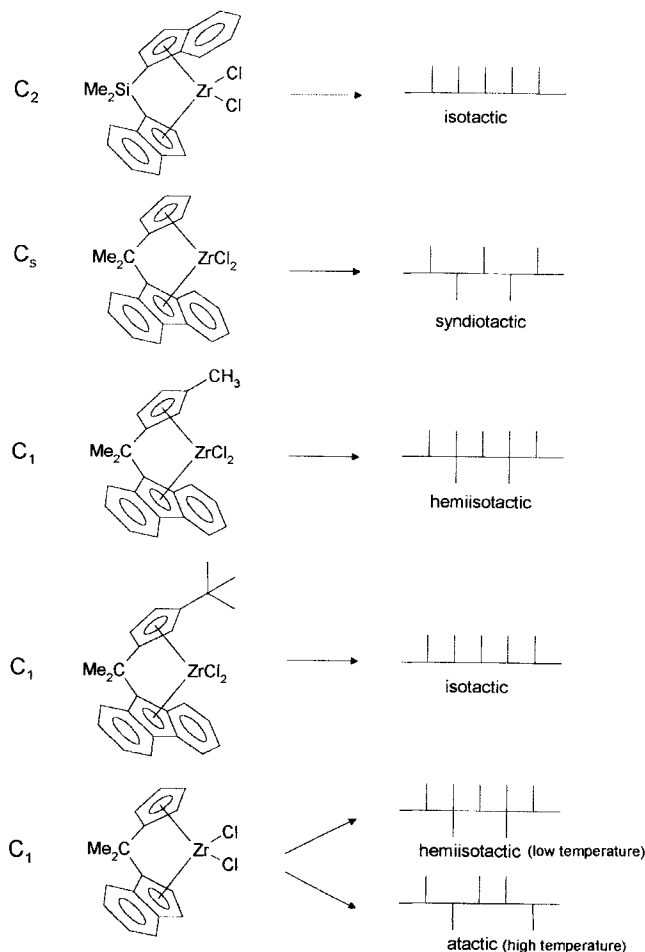 C2
Me2Si
Zr
Cl
Cl
isotactic
Cs
Me2C
ZrCl2
syndiotactic
CH3
C1
Me2C
ZrCl2
hemiisotactic
C1
Me2C
ZrCl2
isotactic
C1
Me2C
Zr
Cl
Cl
hemiisotactic (low temperature)
atactic (high temperature)